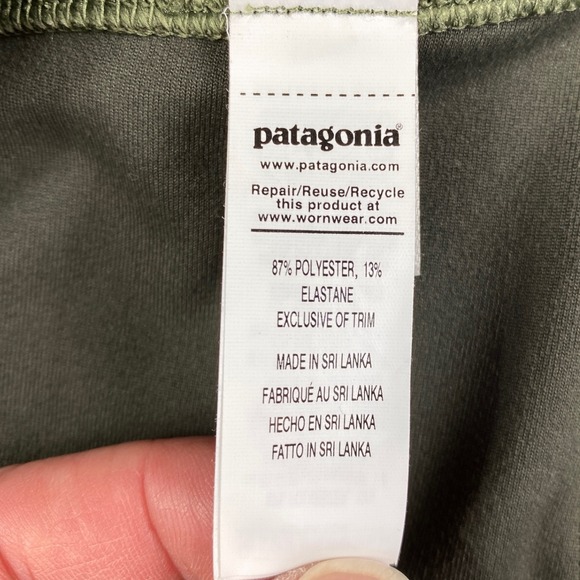 patagonia®
www.patagonia.com
Repair/Reuse/Recycle
this product at
www.wornwear.com
87% POLYESTER, 13%
ELASTANE
EXCLUSIVE OF TRIM
MADE IN SRI LANKA
FABRIQUÉ AU SRI LANKA
HECHO EN SRI LANKA
FATTO IN SRI LANKA